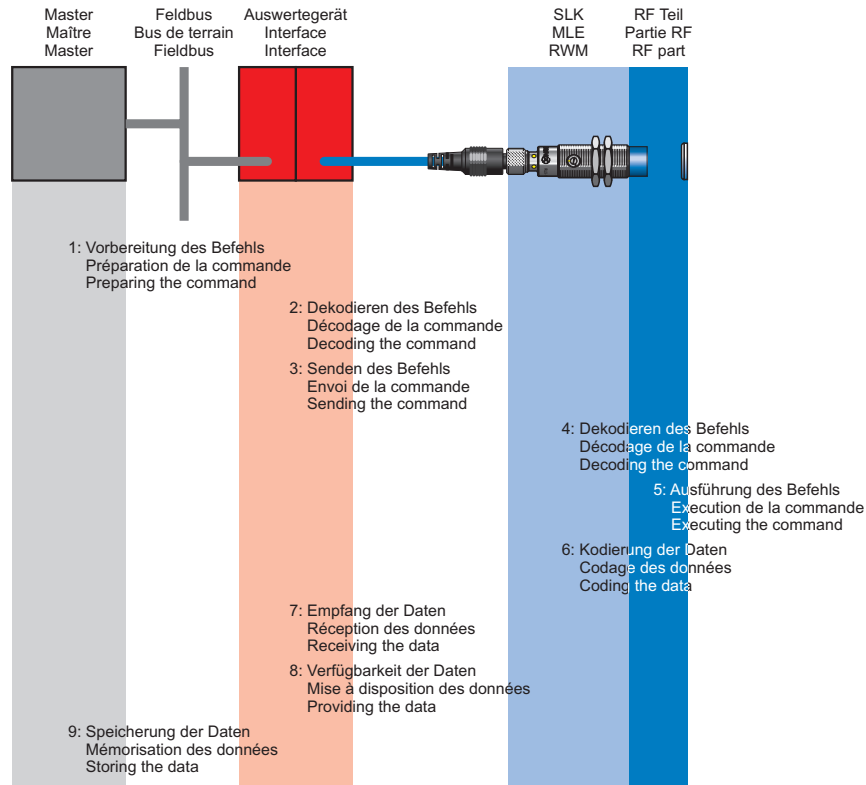 Master
Maître
Master
Feldbus
Bus de terrain
Fieldbus
Auswertegerät
Interface
Interface
SLK
MLE
RWM
RF Teil
Partie RF
RF part
1: Vorbereitung des Befehls
Préparation de la commande
Preparing the command
2: Dekodieren des Befehls
Décodage de la commande
Decoding the command
3: Senden des Befehls
Envoi de la commande
Sending the command
4: Dekodieren des Befehls
Décodage de la commande
Decoding the command
5: Ausführung des Befehls
Execution de la commande
Executing the command
6: Kodierung der Daten
Codage des données
Coding the data
7: Empfang der Daten
Réception des données
Receiving the data
8: Verfügbarkeit der Daten
Mise à disposition des données
Providing the data
9: Speicherung der Daten
Mémorisation des données
Storing the data